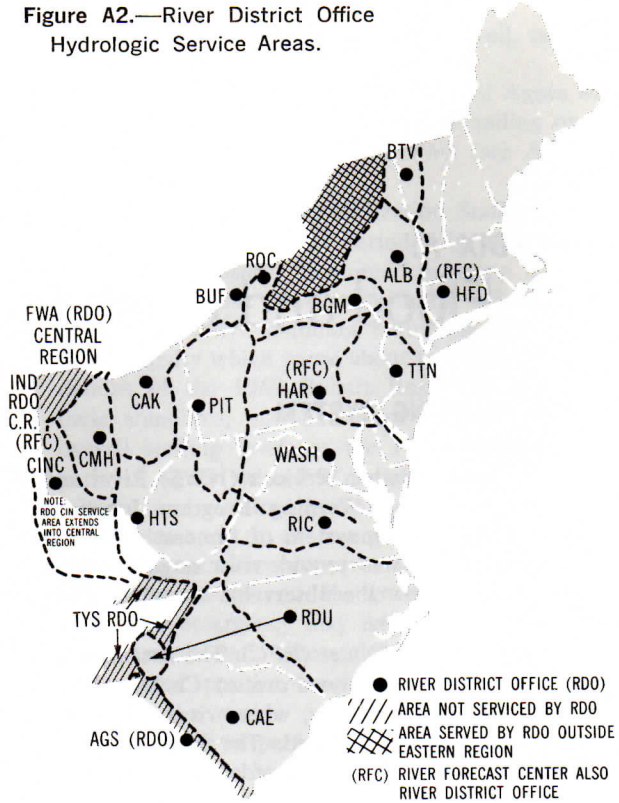 Figure A2.—River District Office
Hydrologic Service Areas.
BTV
ROC
ALB
(RFC)
HFD
BUF
BGM
FWA (RDO)
CENTRAL
REGION
TTN
(RFC)
HAR
IND
RDO
C.R.
(RFC)
CINC
CAK
PIT
CMH
WASH
NOTE:
RDO CIN SERVICE
AREA EXTENDS
INTO CENTRAL
REGION
HTS
RIC
TYS RDO
RDU
CAE
AGS (RDO)
RIVER DISTRICT OFFICE (RDO)
AREA NOT SERVICED BY RDO
AREA SERVED BY RDO OUTSIDE
EASTERN REGION
(RFC) RIVER FORECAST CENTER ALSO
RIVER DISTRICT OFFICE